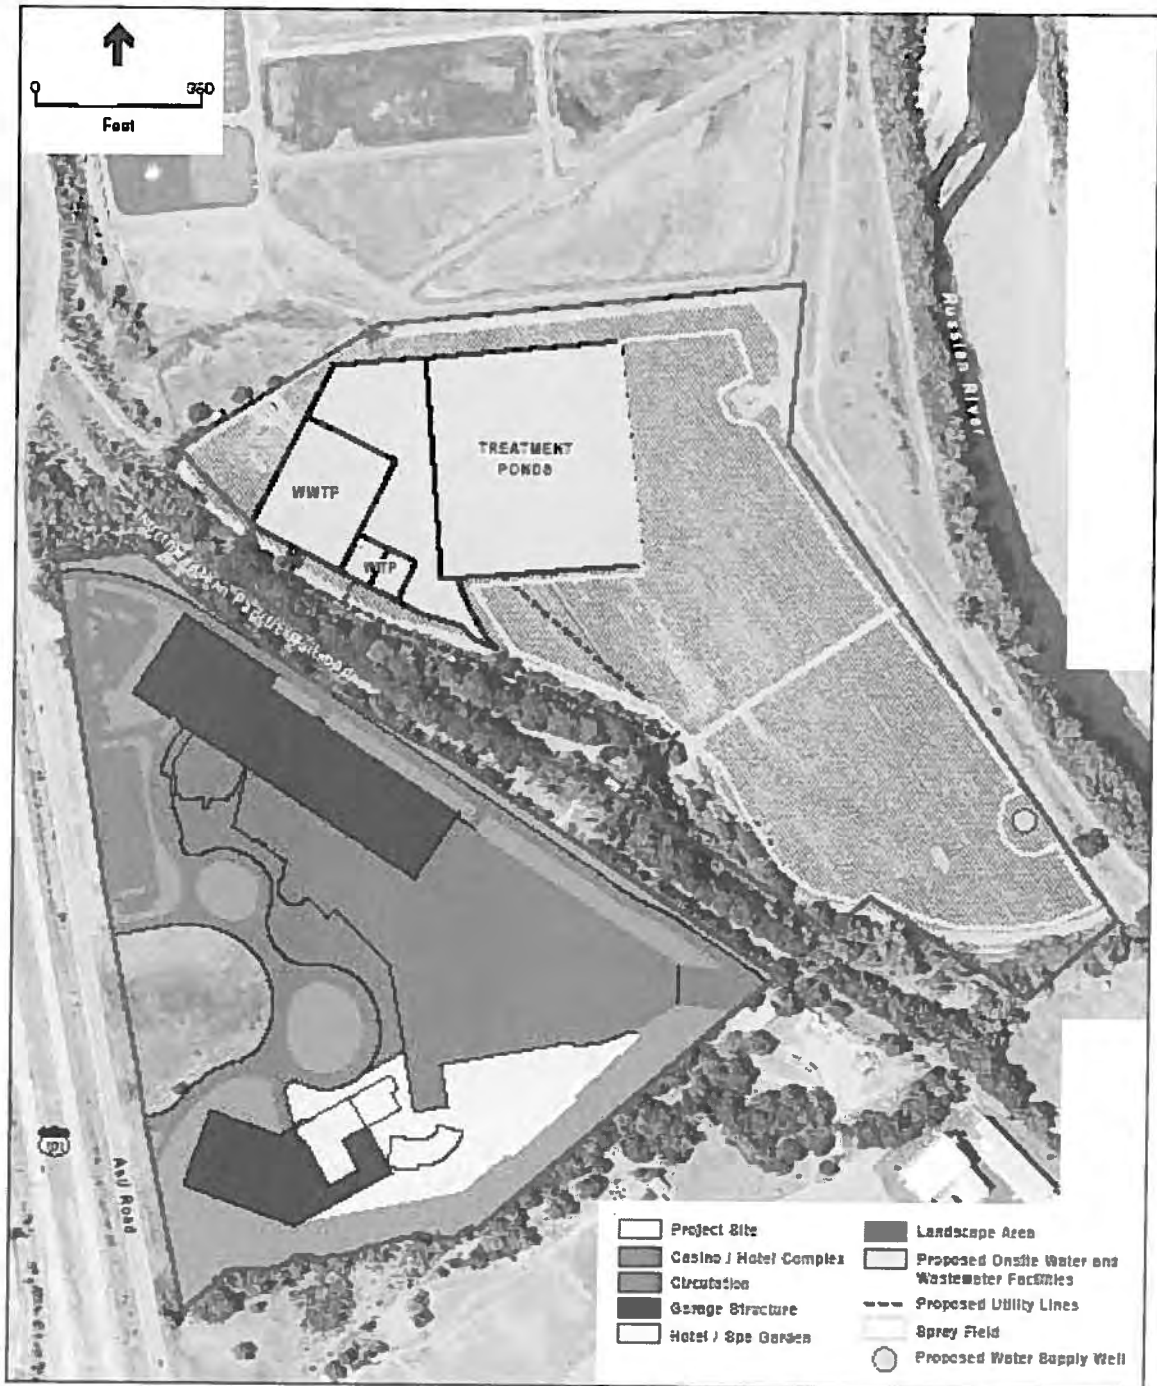 0 350
Feet
Russian River
TREATMENT
PONDS
WWTP
WTP
101
Asti Road
Project Site
Casino / Hotel Complex
Circulation
Garage Structure
Hotel / Spa Garden
Landscape Area
Proposed Onsite Water and
Wastewater Facilities
Proposed Utility Lines
Spray Field
Proposed Water Supply Well